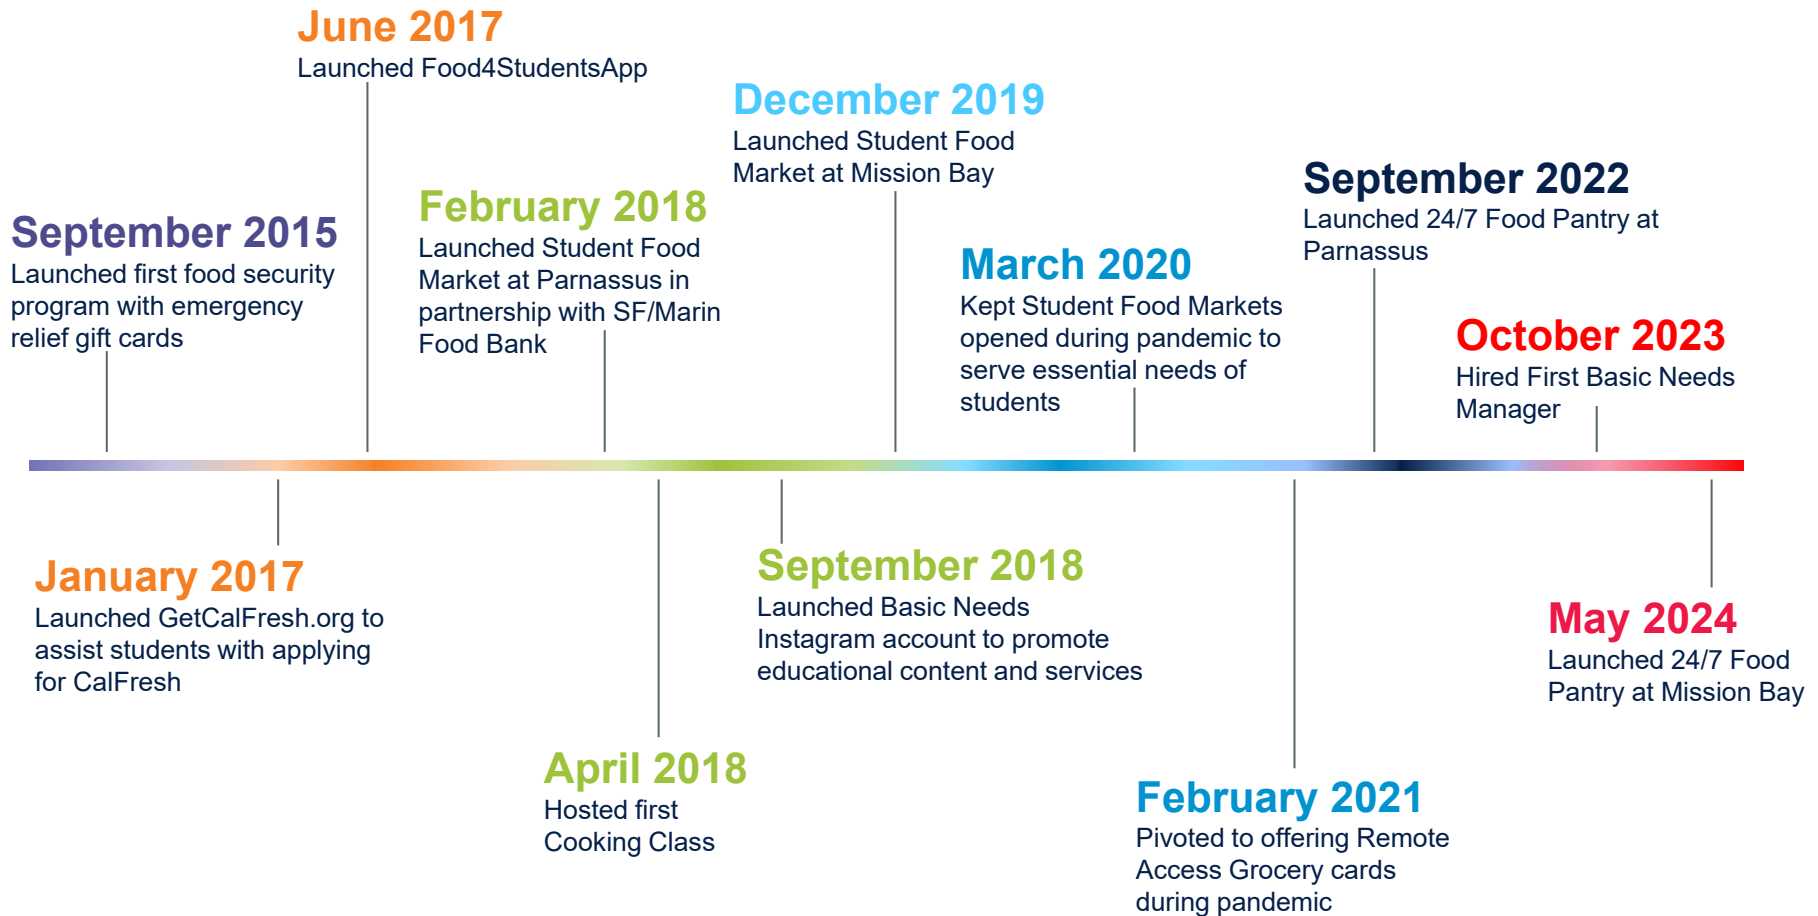 June 2017
Launched Food4StudentsApp
December 2019
Launched Student Food
Market at Mission Bay
September 2022
Launched 24/7 Food Pantry at
Parnassus
February 2018
Launched Student Food
Market at Parnassus in
partnership with SF/Marin
Food Bank
September 2015
Launched first food security
program with emergency
relief gift cards
March 2020
Kept Student Food Markets
opened during pandemic to
serve essential needs of
students
October 2023
Hired First Basic Needs
Manager
January 2017
Launched GetCalFresh.org to
assist students with applying
for CalFresh
September 2018
Launched Basic Needs
Instagram account to promote
educational content and services
May 2024
Launched 24/7 Food
Pantry at Mission Bay
April 2018
Hosted first
Cooking Class
February 2021
Pivoted to offering Remote
Access Grocery cards
during pandemic